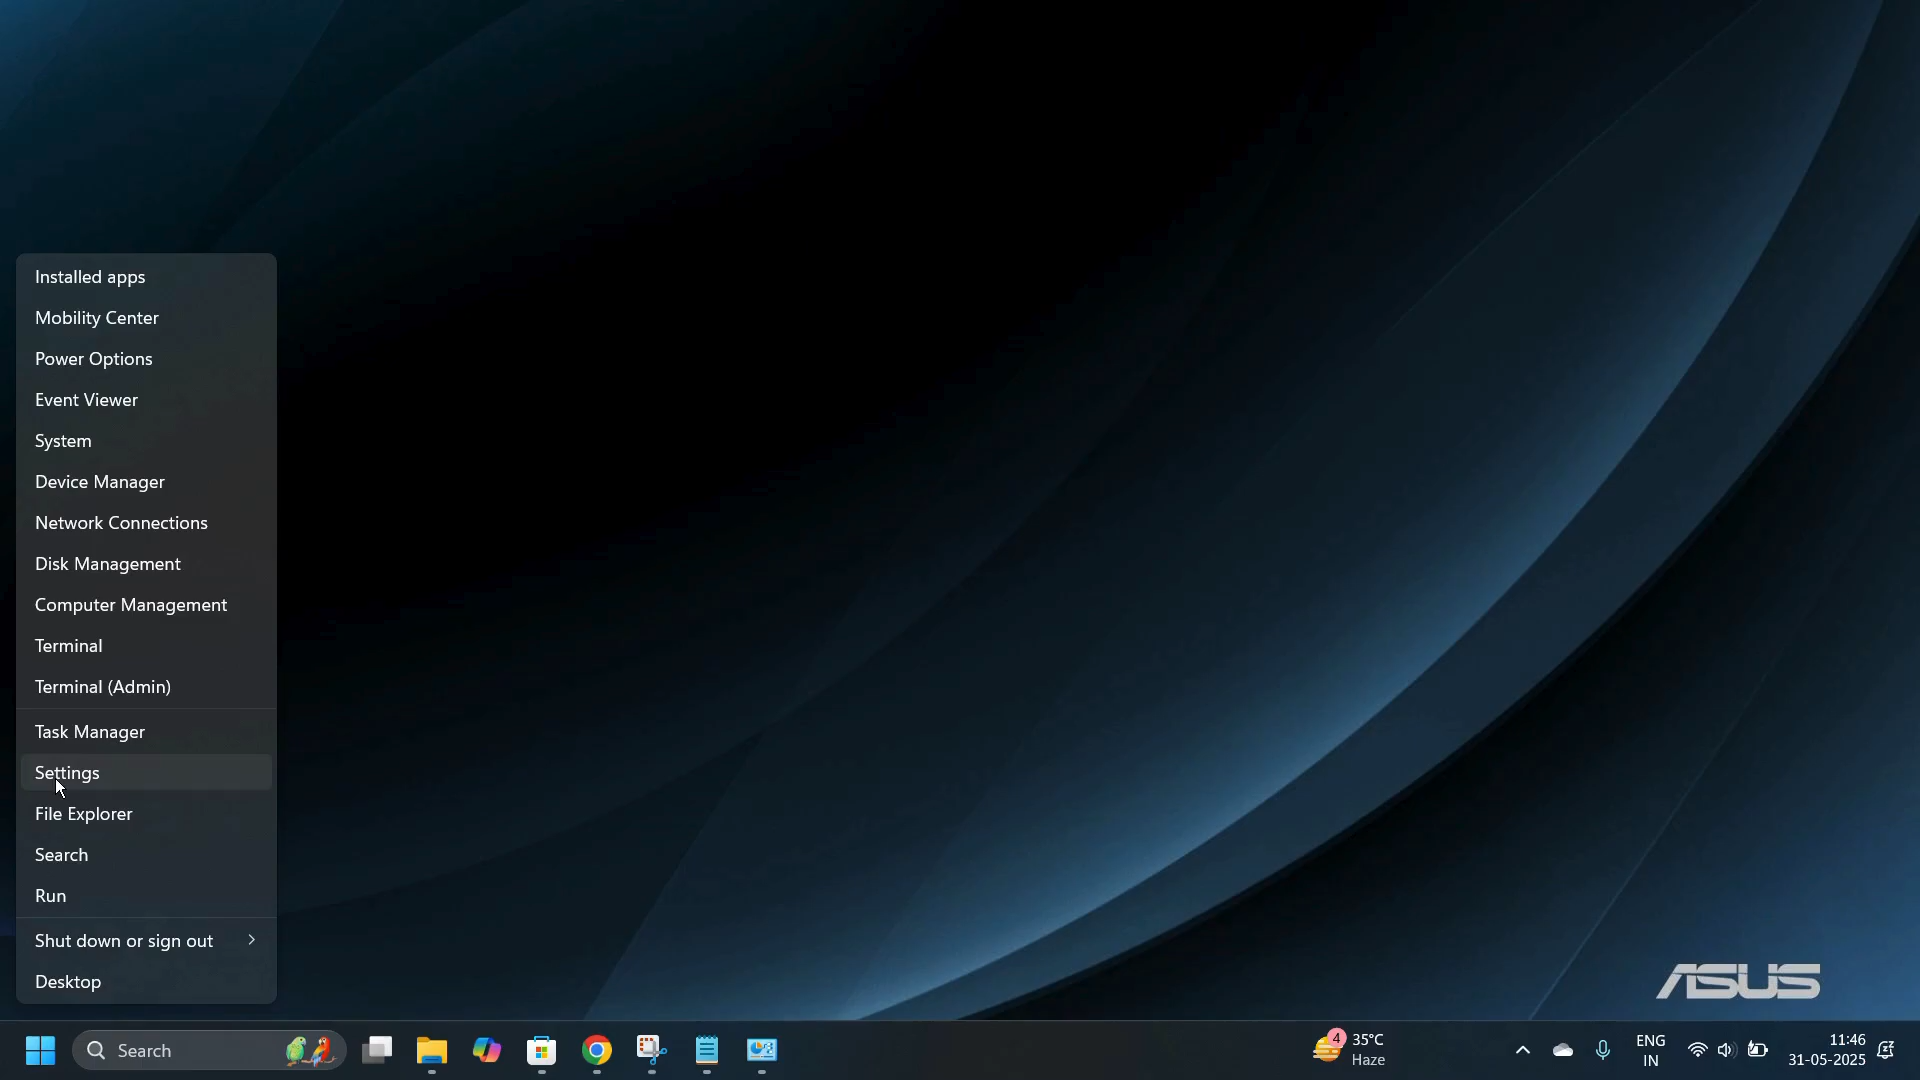 Installed apps
Mobility Center
Power Options
Event Viewer
System
Device Manager
Network Connections
Disk Management
Computer Management
Terminal
Terminal (Admin)
Task Manager
Settings
File Explorer
Search
Run
Shut down or sign out
Desktop
ASUS
Search
4
35°C
Haze
ENG
IN
11:46
31-05-2025